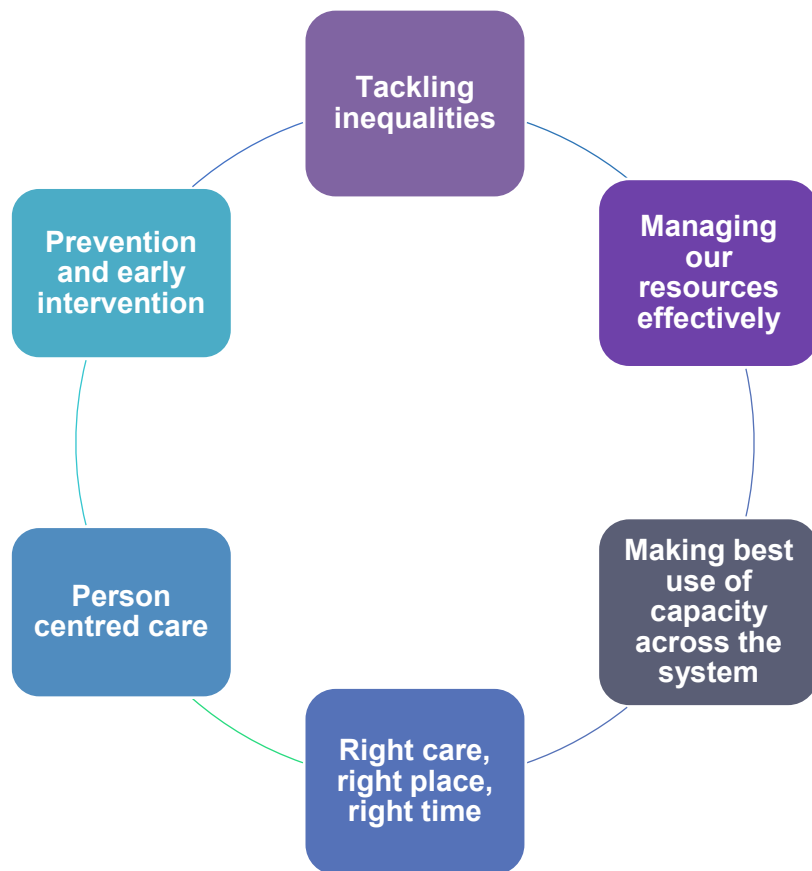 Tackling
inequalities
Managing
our
resources
effectively
Making best
use of
capacity
across the
system
Right care,
right place,
right time
Person
centred care
Prevention
and early
intervention